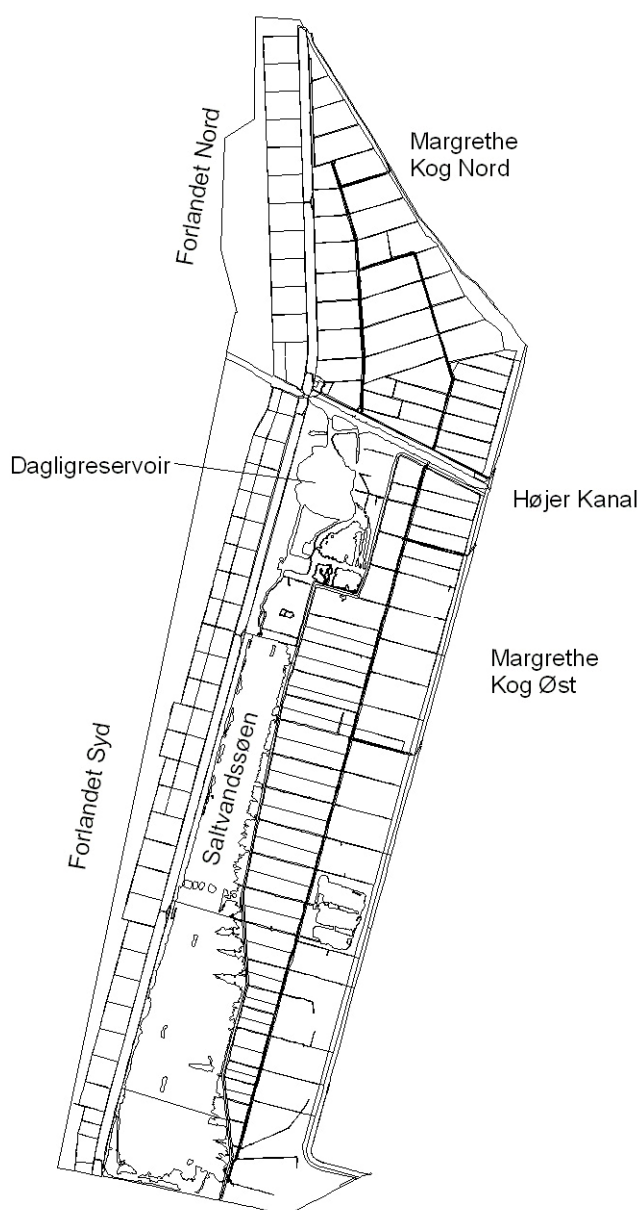 Margrethe
Kog Nord
Forlandet Nord
Dagligreservoir
Højer Kanal
Margrethe
Kog Øst
Saltvandssøen
Forlandet Syd